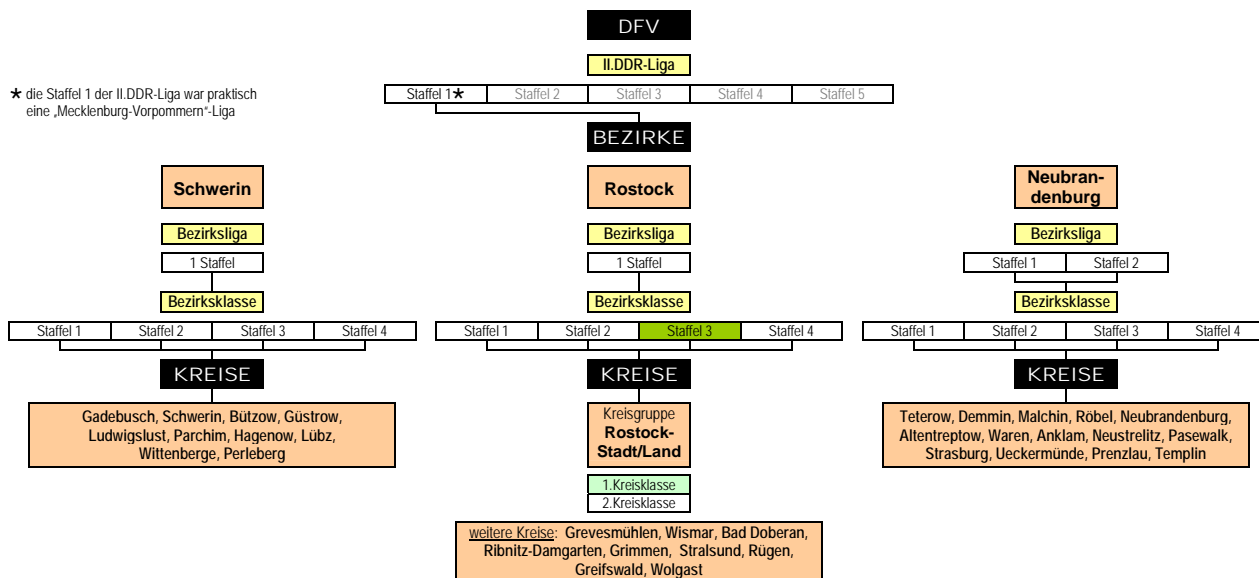 DFV
II.DDR-Liga
★ die Staffel 1 der II.DDR-Liga war praktisch
eine „Mecklenburg-Vorpommern“-Liga
Staffel 1★ Staffel 2 Staffel 3 Staffel 4 Staffel 5
BEZIRKE
Schwerin
Rostock
Neubran-
denburg
Bezirksliga Bezirksliga Bezirksliga
1 Staffel 1 Staffel Staffel 1 Staffel 2
Bezirksklasse Bezirksklasse Bezirksklasse
Staffel 1 Staffel 2 Staffel 3 Staffel 4 Staffel 1 Staffel 2 Staffel 3 Staffel 4 Staffel 1 Staffel 2 Staffel 3 Staffel 4
KREISE KREISE KREISE
Gadebusch, Schwerin, Bützow, Güstrow,
Ludwigslust, Parchim, Hagenow, Lübz,
Wittenberge, Perleberg
Kreisgruppe
Rostock-
Stadt/Land
Teterow, Demmin, Malchin, Röbel, Neubrandenburg,
Altentreptow, Waren, Anklam, Neustrelitz, Pasewalk,
Strasburg, Ueckermünde, Prenzlau, Templin
1.Kreisklasse
2.Kreisklasse
weitere Kreise: Grevesmühlen, Wismar, Bad Doberan,
Ribnitz-Damgarten, Grimmen, Stralsund, Rügen,
Greifswald, Wolgast